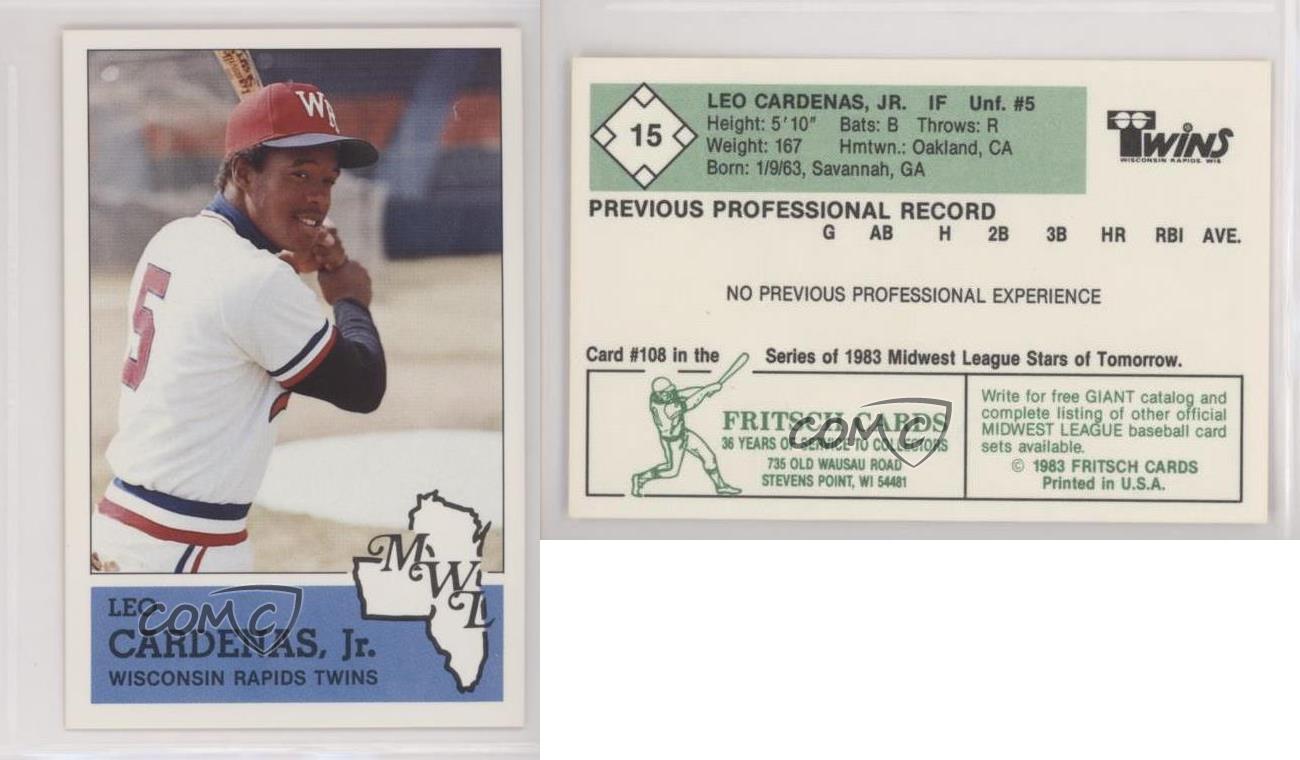 WR
5
MWL
LEO
CARDENAS, Jr.
WISCONSIN RAPIDS TWINS
COMC
15
LEO CARDENAS, JR. IF Unf. #5
Height: 5'10" Bats: B Throws: R
Weight: 167 Hmtwn.: Oakland, CA
Born: 1/9/63, Savannah, GA
TWINS
WISCONSIN RAPIDS, WIS
PREVIOUS PROFESSIONAL RECORD
G AB H 2B 3B HR RBI AVE.
NO PREVIOUS PROFESSIONAL EXPERIENCE
Card #108 in the Series of 1983 Midwest League Stars of Tomorrow.
FRITSCH CARDS
36 YEARS OF SERVICE TO COLLECTORS
735 OLD WAUSAU ROAD
STEVENS POINT, WI 54481
COMC
Write for free GIANT catalog and
complete listing of other official
MIDWEST LEAGUE baseball card
sets available.
© 1983 FRITSCH CARDS
Printed in U.S.A.